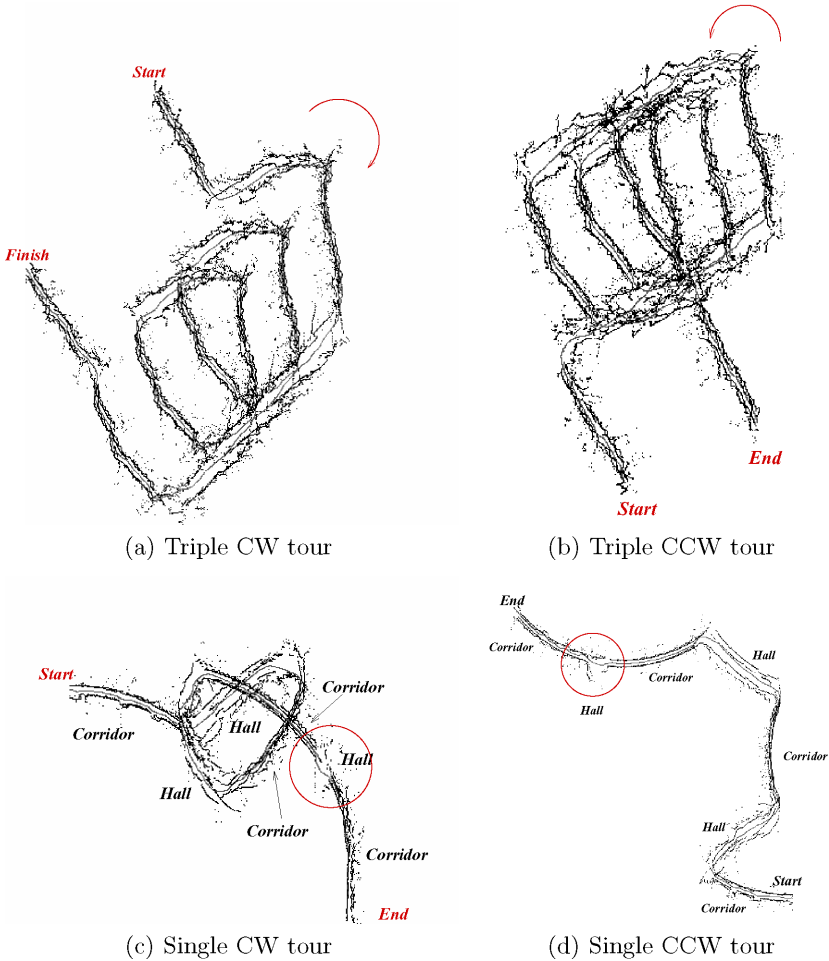 Start
Finish
End
Start
(a) Triple CW tour
(b) Triple CCW tour
Start
Corridor
Corridor
Hall
Hall
Hall
Corridor
Corridor
End
End
Corridor
Hall
Corridor
Hall
Corridor
Hall
Start
Corridor
(c) Single CW tour
(d) Single CCW tour